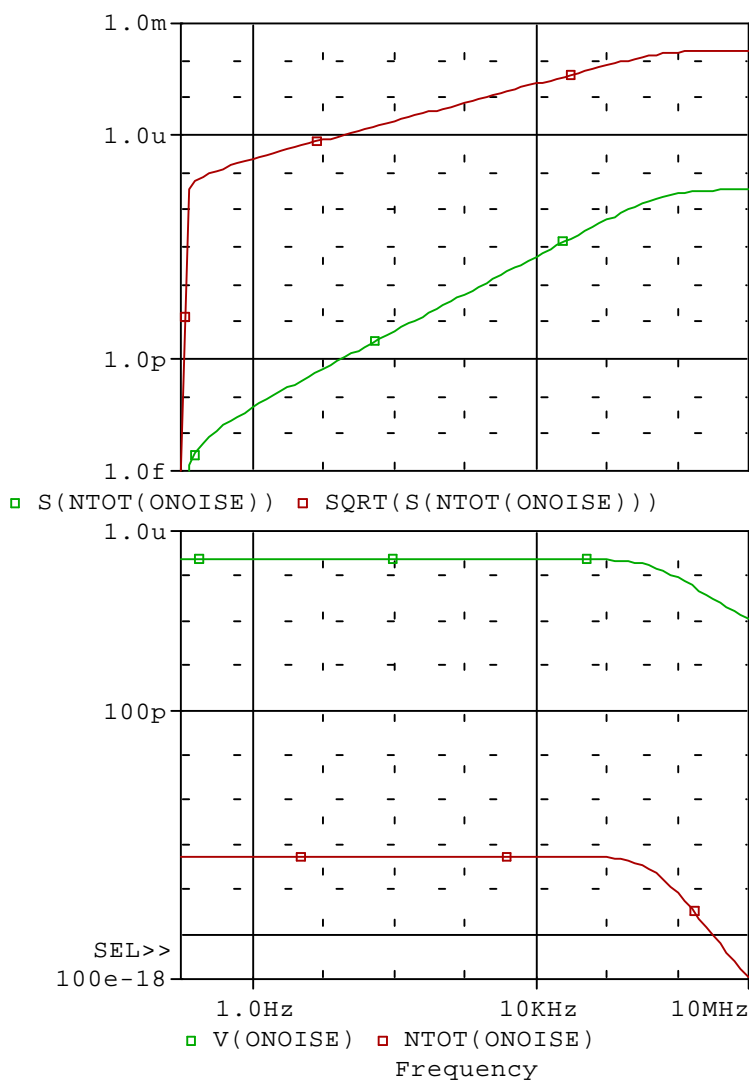 1.0m
1.0u
1.0p
1.0f
S(NTOT(ONOISE)) SQRT(S(NTOT(ONOISE)))
1.0u
100p
SEL>>
100e-18
1.0Hz 10KHz 10MHz
V(ONOISE) NTOT(ONOISE)
Frequency